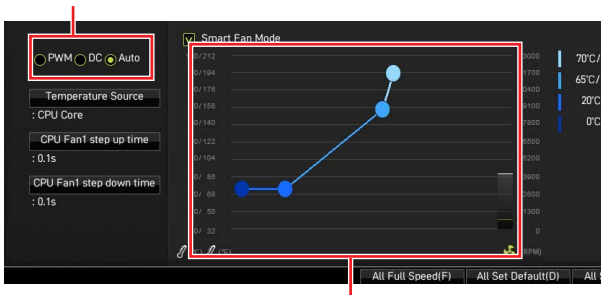 Smart Fan Mode
PWM DC Auto
Temperature Source
: CPU Core
CPU Fan1 step up time
: 0.1s
CPU Fan1 step down time
: 0.1s
0/212
0/194
0/176
0/158
0/140
0/122
0/104
0/ 86
0/ 68
0/ 50
0/ 32
(°C) (°F)
3000
1700
0400
9100
7800
6500
5200
3900
2600
1300
0
(RPM)
70°C/
65°C/
20°C
0°C
All Full Speed(F)
All Set Default(D)
All